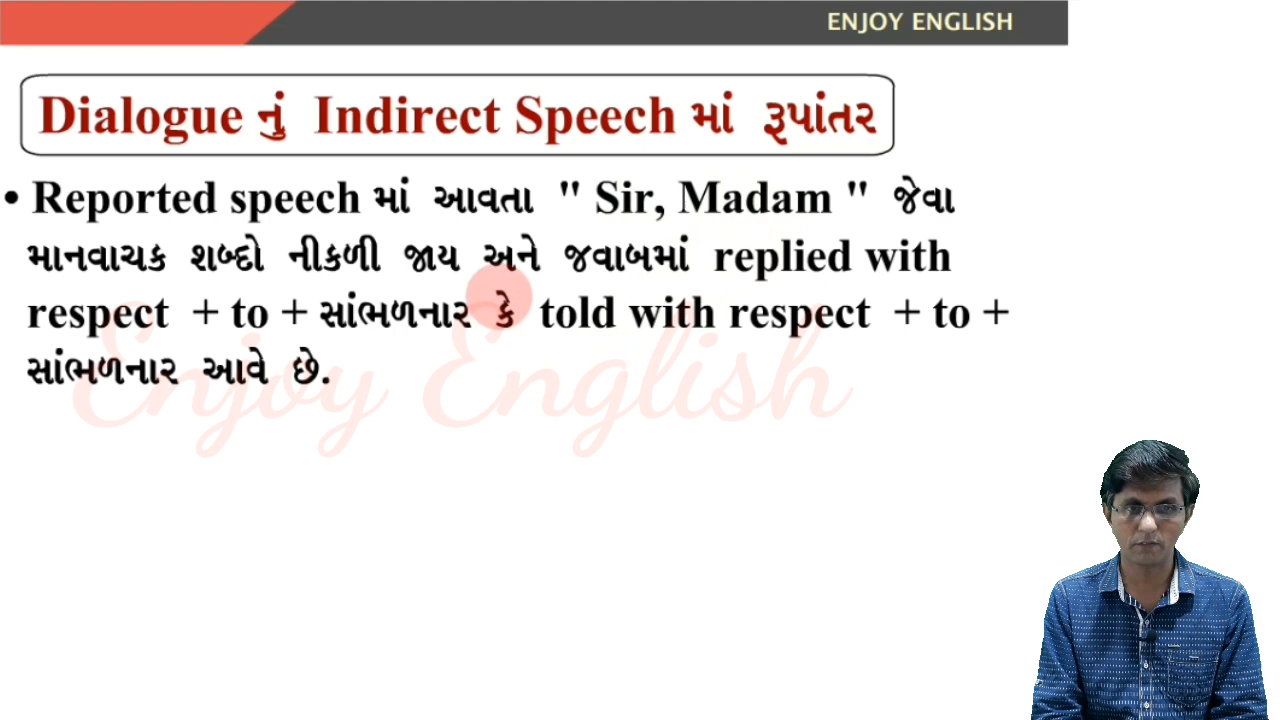 ENJOY ENGLISH
Dialogue નું Indirect Speech માં રૂપાંતર
• Reported speech માં આવતા " Sir, Madam " જેવા
માનવાચક શબ્દો નીકળી જાય અને જવાબમાં replied with
respect + to + સાંભળનાર કે told with respect + to +
સાંભળનાર આવે છે.
Enjoy English